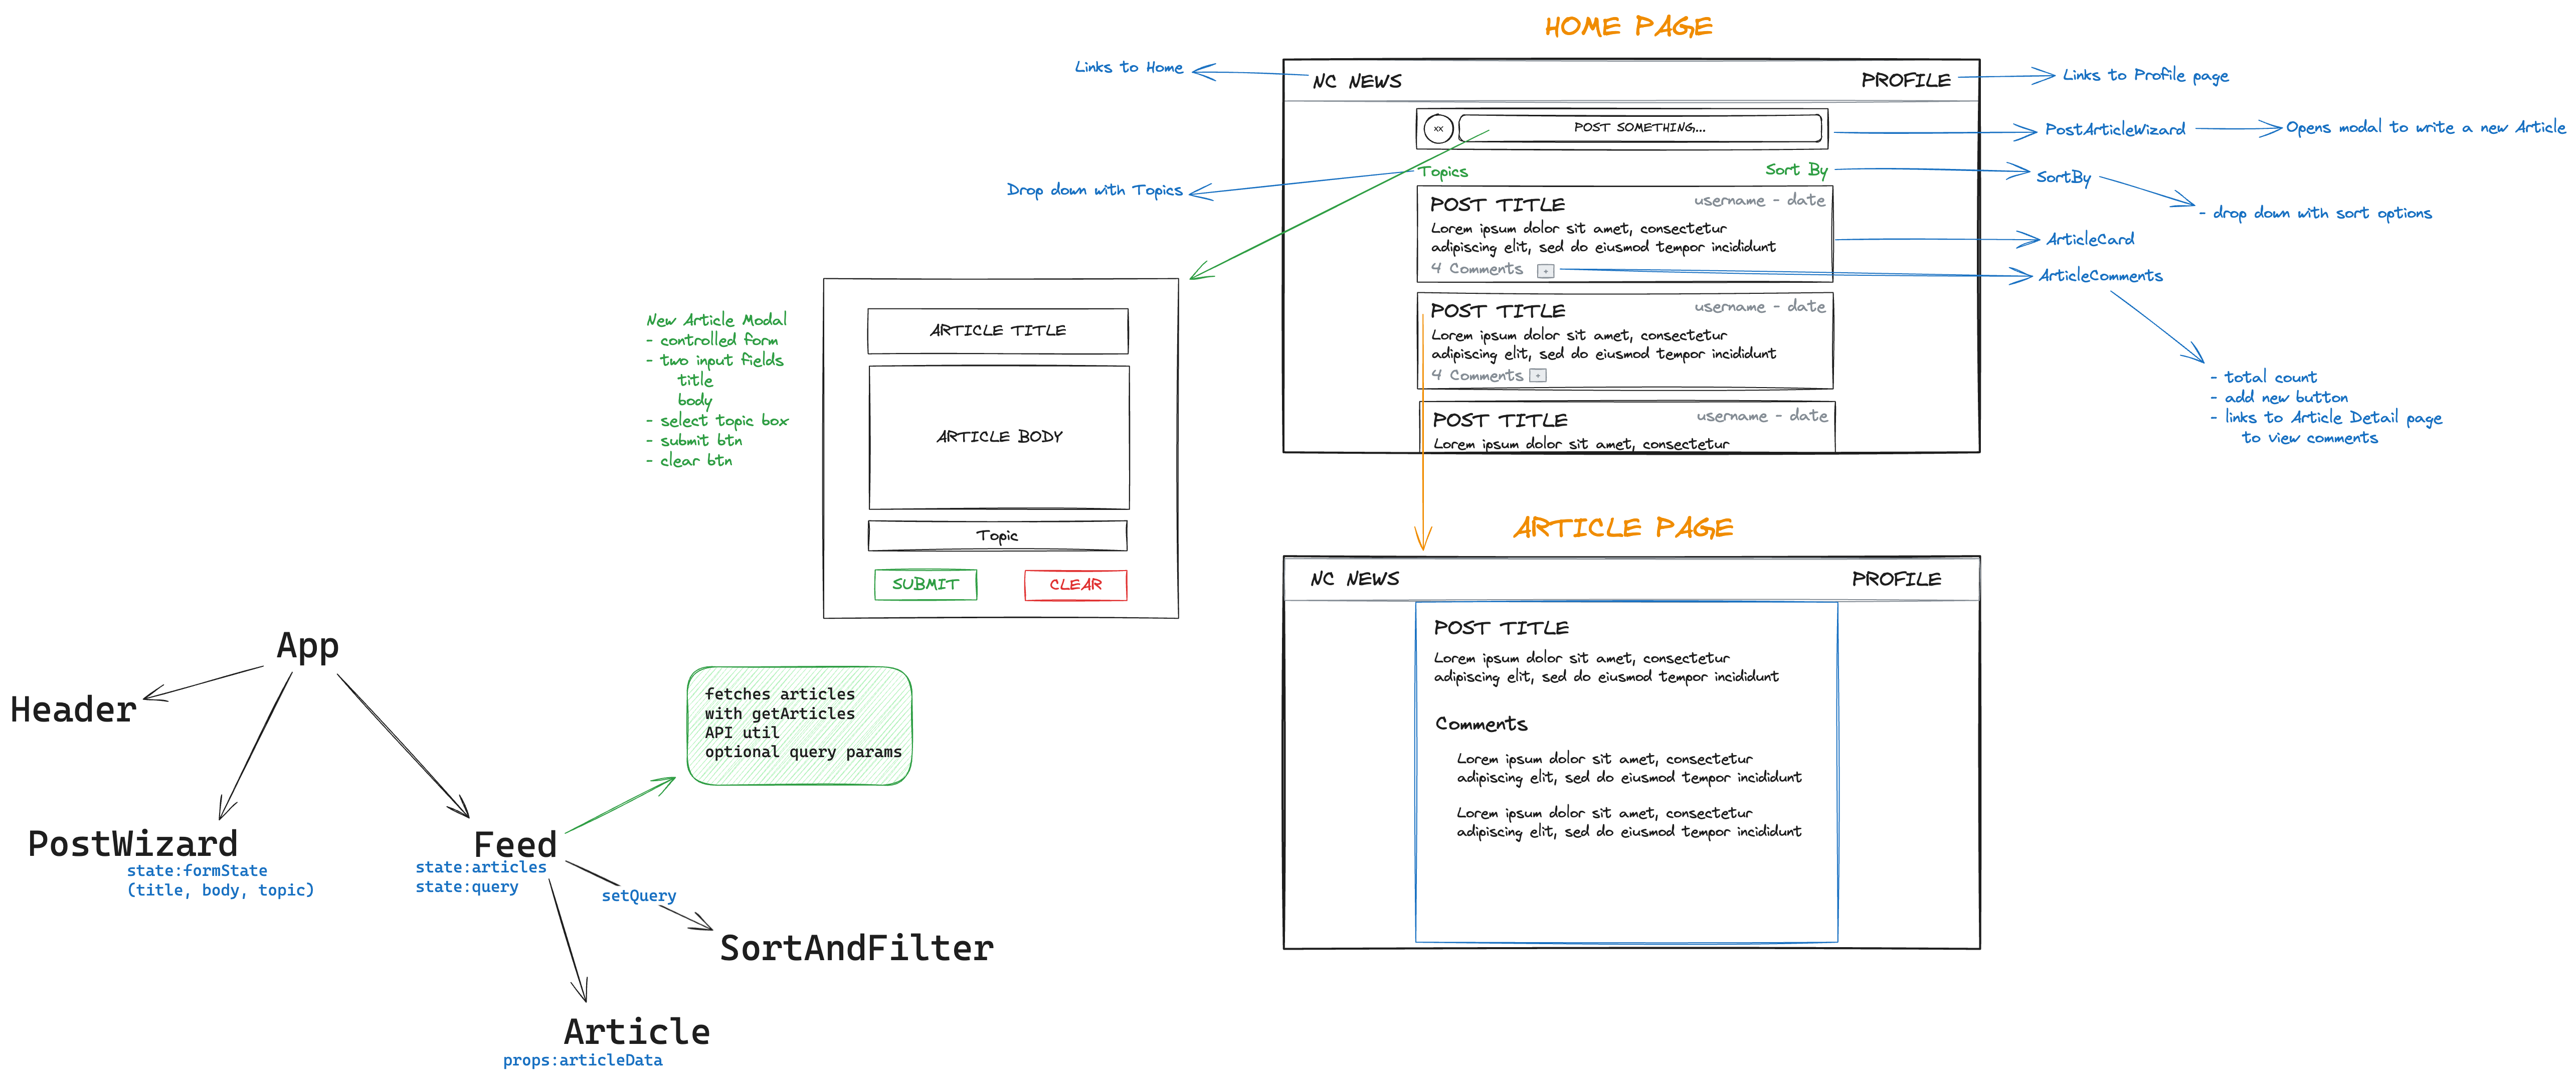 HOME PAGE
Links to Home
NC NEWS
PROFILE
Links to Profile page
xx
POST SOMETHING...
PostArticleWizard
Opens modal to write a new Article
Drop down with Topics
Topics
Sort By
SortBy
- drop down with sort options
POST TITLE
username - date
Lorem ipsum dolor sit amet, consectetur
adipiscing elit, sed do eiusmod tempor incididunt
4 Comments
+
ArticleCard
ArticleComments
- total count
- add new button
- links to Article Detail page
to view comments
POST TITLE
username - date
Lorem ipsum dolor sit amet, consectetur
adipiscing elit, sed do eiusmod tempor incididunt
4 Comments
+
POST TITLE
username - date
Lorem ipsum dolor sit amet, consectetur
New Article Modal
- controlled form
- two input fields
title
body
- select topic box
- submit btn
- clear btn
ARTICLE TITLE
ARTICLE BODY
Topic
SUBMIT
CLEAR
ARTICLE PAGE
NC NEWS
PROFILE
POST TITLE
Lorem ipsum dolor sit amet, consectetur
adipiscing elit, sed do eiusmod tempor incididunt
Comments
Lorem ipsum dolor sit amet, consectetur
adipiscing elit, sed do eiusmod tempor incididunt
Lorem ipsum dolor sit amet, consectetur
adipiscing elit, sed do eiusmod tempor incididunt
App
Header
PostWizard
state:formState
(title, body, topic)
Feed
state:articles
state:query
fetches articles
with getArticles
API util
optional query params
setQuery
SortAndFilter
Article
props:articleData